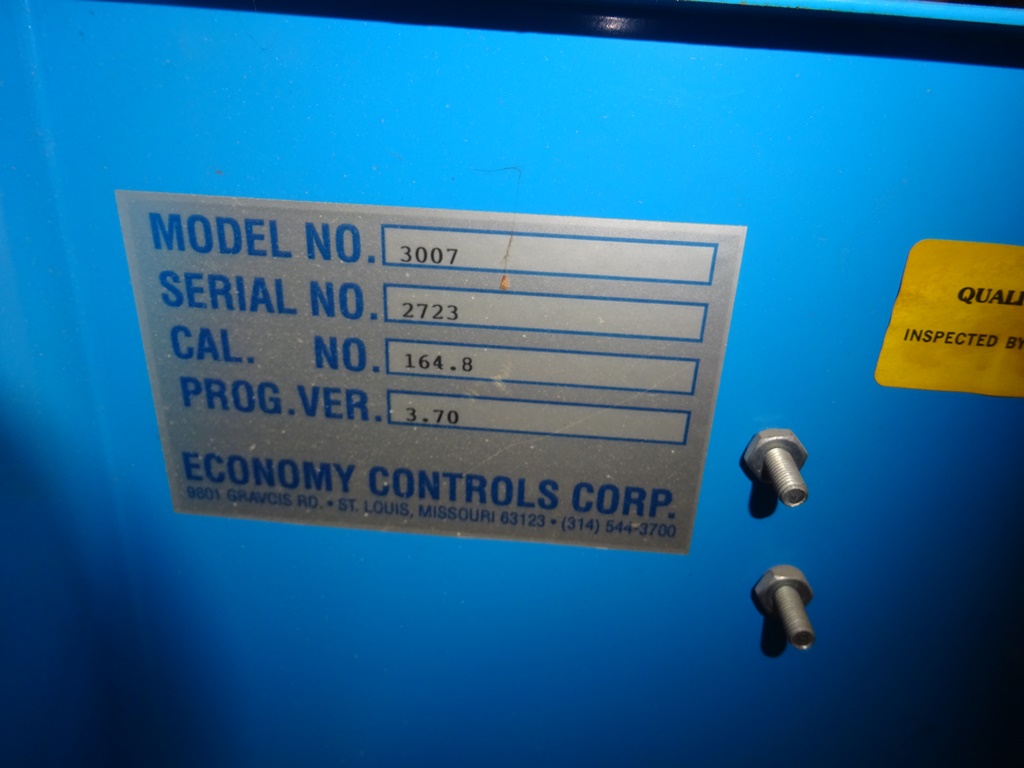 MODEL NO. 3007
SERIAL NO. 2723
CAL. NO. 164.8
PROG.VER. 3.70
ECONOMY CONTROLS CORP.
9801 GRAVOIS RD. • ST. LOUIS, MISSOURI 63123 • (314) 544-3700
QUALI
INSPECTED BY